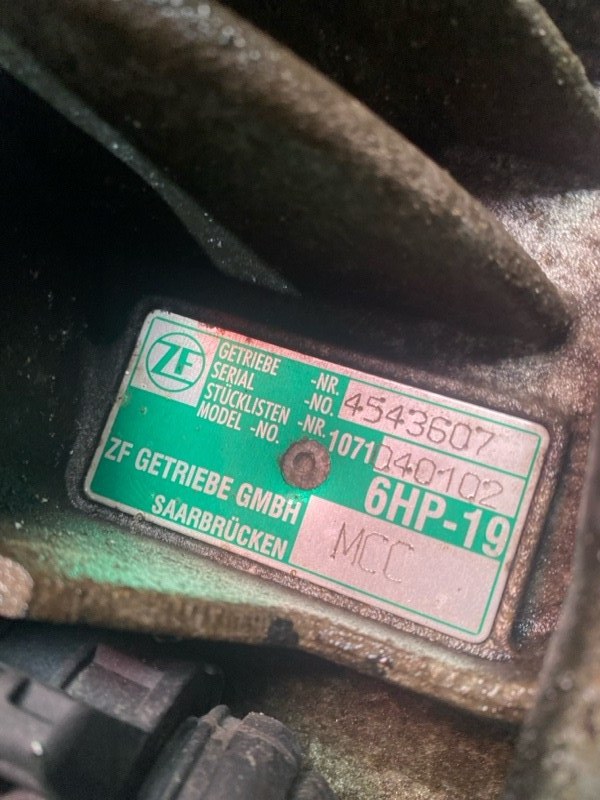 ZF
GETRIEBE -NR.
SERIAL -NO. 4543607
STÜCKLISTEN -NR. 1071 040102
MODEL -NO.
6HP-19
ZF GETRIEBE GMBH
SAARBRÜCKEN
MCC